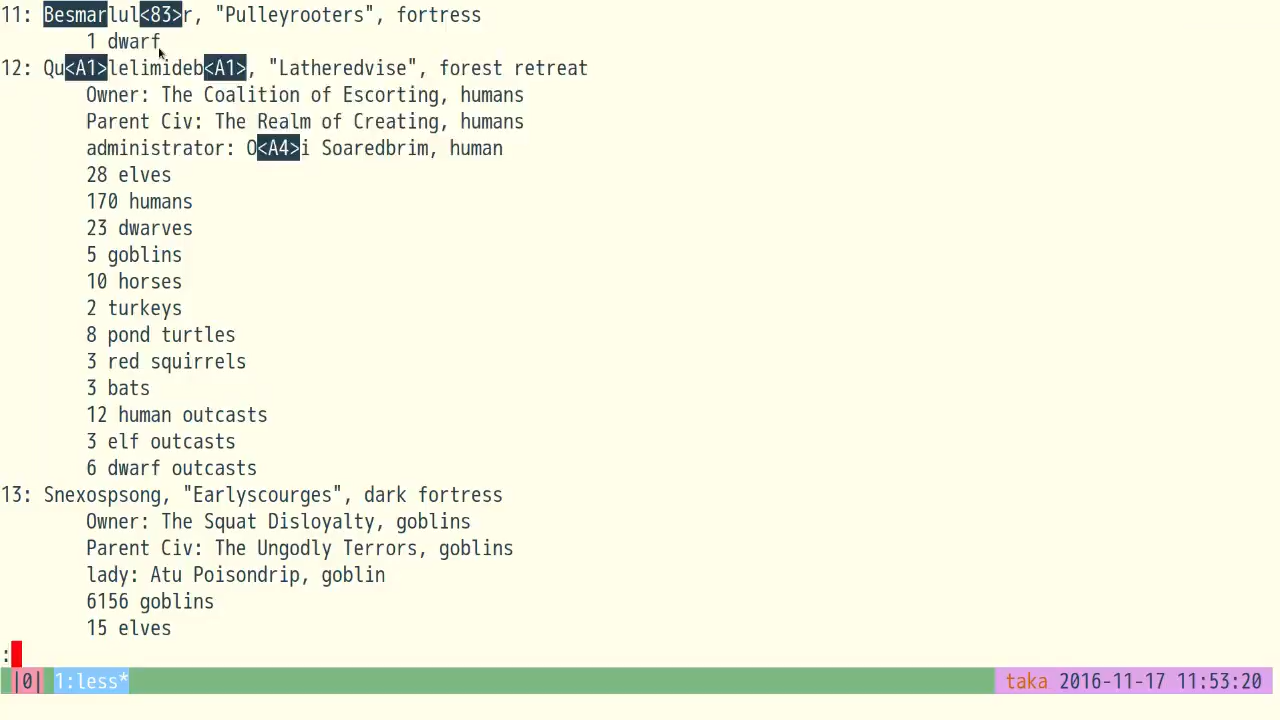 11: Besmarlul<83>r, "Pulleyrooters", fortress
1 dwarf
12: Qu<A1>lelimideb<A1>, "Latheredvise", forest retreat
Owner: The Coalition of Escorting, humans
Parent Civ: The Realm of Creating, humans
administrator: O<A4>i Soaredbrim, human
28 elves
170 humans
23 dwarves
5 goblins
10 horses
2 turkeys
8 pond turtles
3 red squirrels
3 bats
12 human outcasts
3 elf outcasts
6 dwarf outcasts
13: Snexospsong, "Earlyscourges", dark fortress
Owner: The Squat Disloyalty, goblins
Parent Civ: The Ungodly Terrors, goblins
lady: Atu Poisondrip, goblin
6156 goblins
15 elves
:
|0| 1:less* taka 2016-11-17 11:53:20